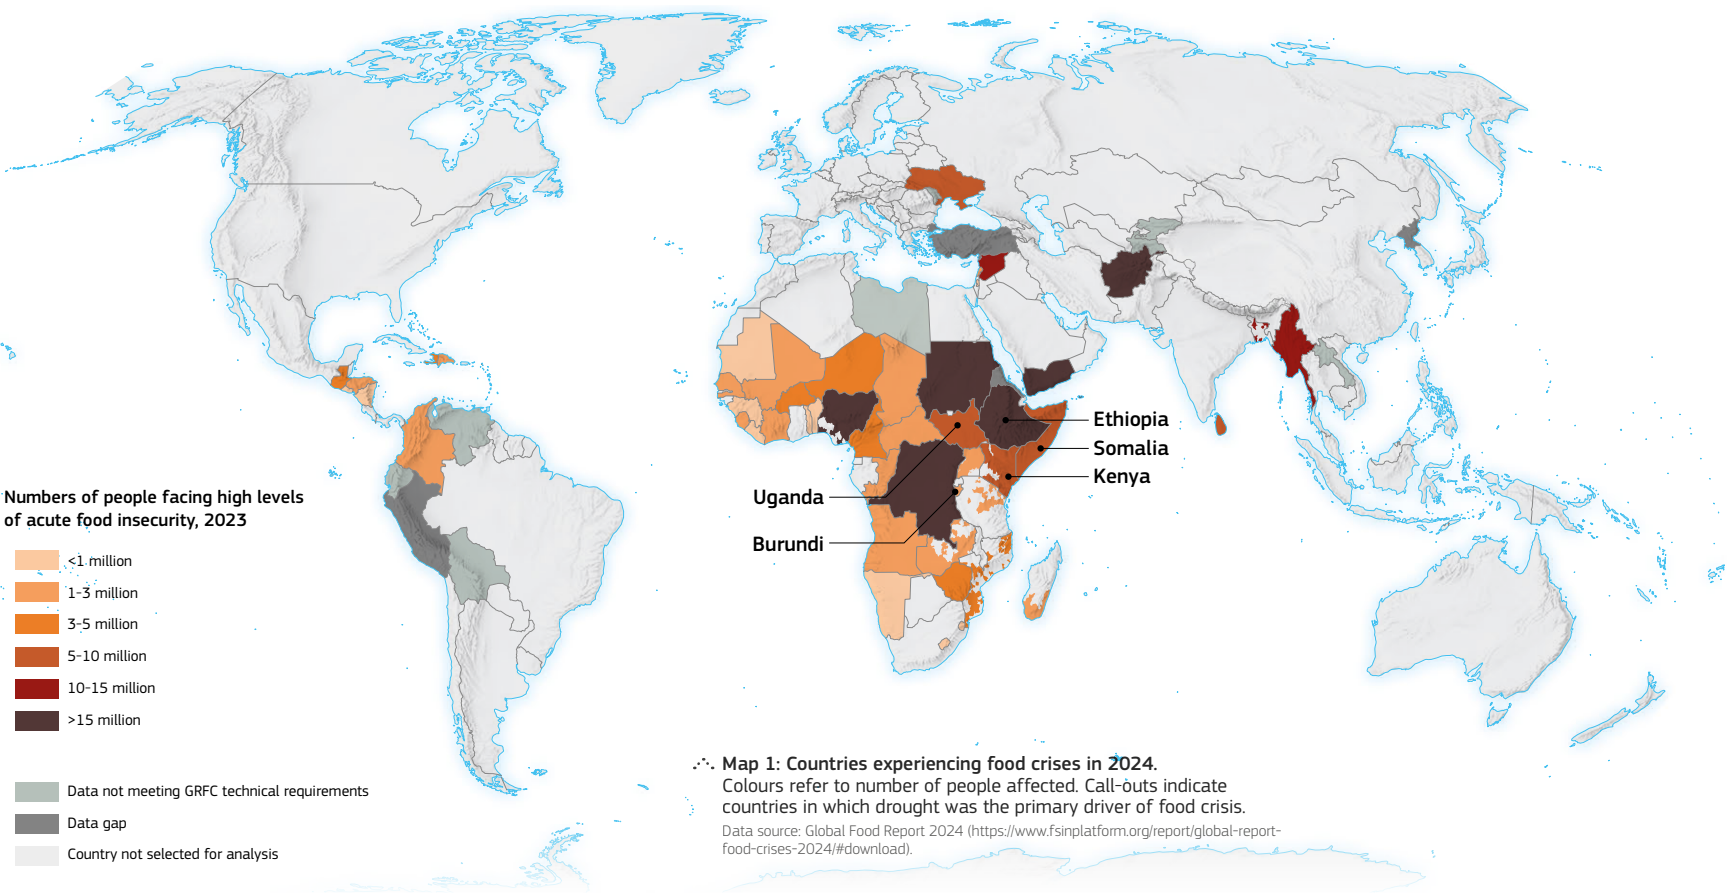 Ethiopia
Somalia
Kenya
Uganda
Burundi
Numbers of people facing high levels
of acute food insecurity, 2023
<1 million
1-3 million
3-5 million
5-10 million
10-15 million
>15 million
Data not meeting GRFC technical requirements
Data gap
Country not selected for analysis
Map 1: Countries experiencing food crises in 2024.
Colours refer to number of people affected. Call-outs indicate
countries in which drought was the primary driver of food crisis.
Data source: Global Food Report 2024 (https://www.fsinplatform.org/report/global-report-
food-crises-2024/#download).